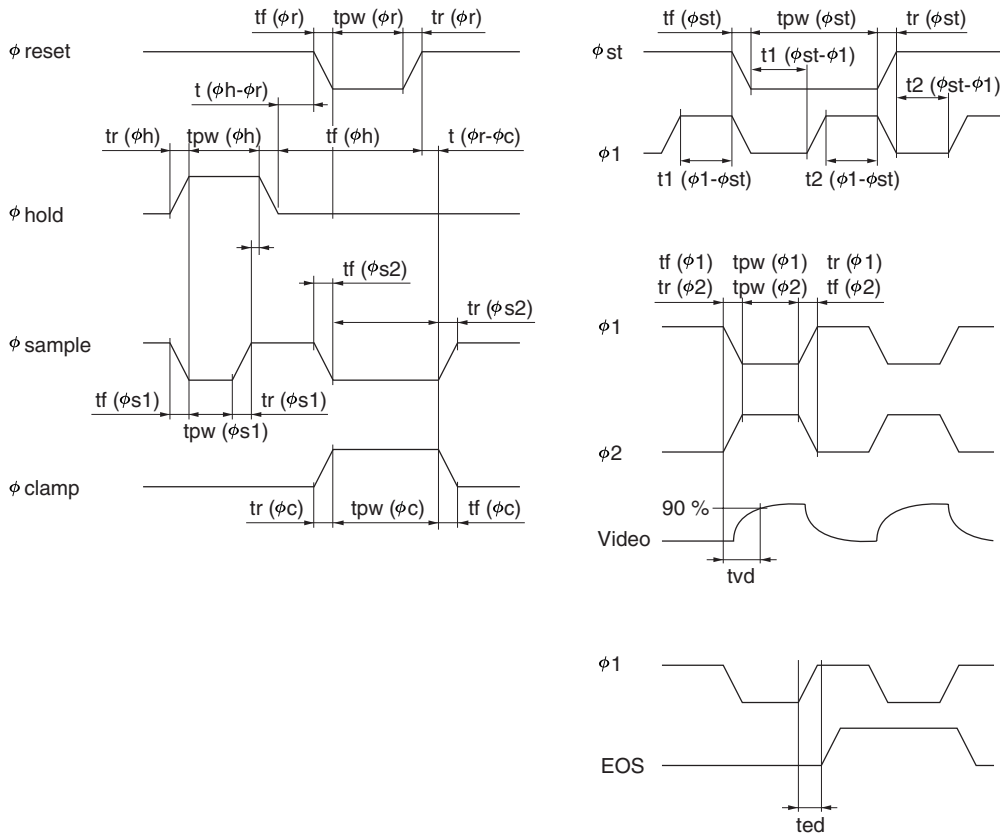 tf (ϕr) tpw (ϕr) tr (ϕr)
ϕ reset
t (ϕh-ϕr)
tr (ϕh) tpw (ϕh) tf (ϕh) t (ϕr-ϕc)
ϕ hold
tf (ϕs2)
tr (ϕs2)
ϕ sample
tf (ϕs1) tr (ϕs1)
tpw (ϕs1)
ϕ clamp
tr (ϕc) tpw (ϕc) tf (ϕc)
tf (ϕst) tpw (ϕst) tr (ϕst)
ϕ st
t1 (ϕst-ϕ1)
t2 (ϕst-ϕ1)
ϕ1
t1 (ϕ1-ϕst) t2 (ϕ1-ϕst)
tf (ϕ1) tpw (ϕ1) tr (ϕ1)
tr (ϕ2) tpw (ϕ2) tf (ϕ2)
ϕ1
ϕ2
90 %
Video
tvd
ϕ1
EOS
ted